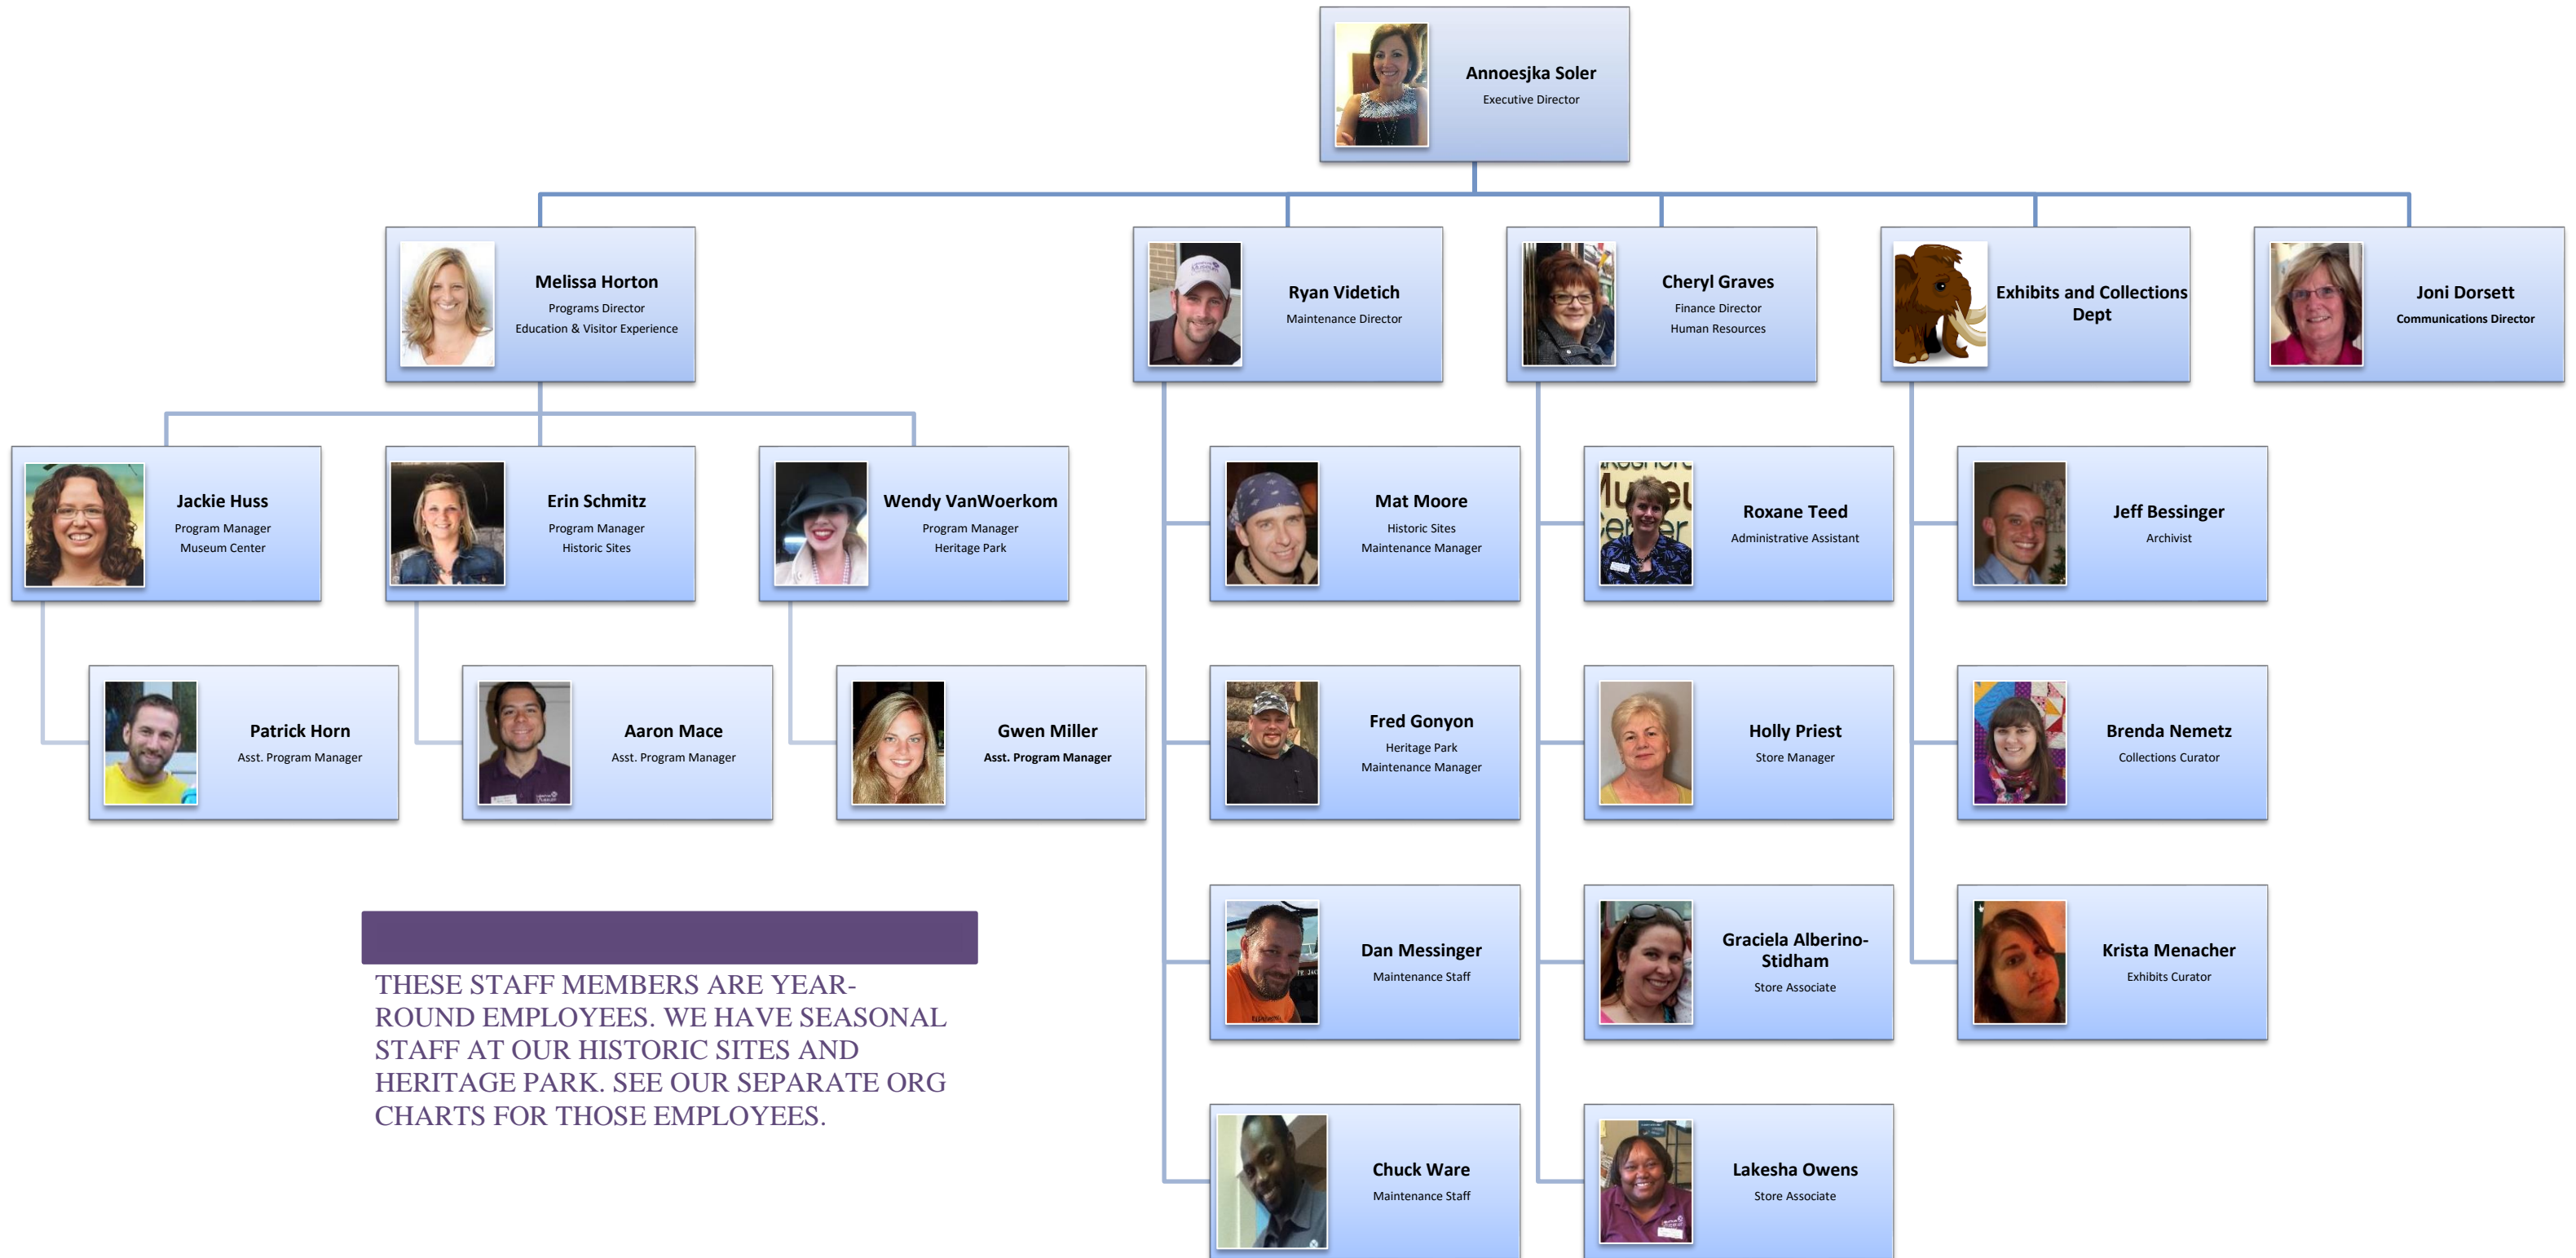 Annoesjka Soler
Executive Director
Melissa Horton
Programs Director
Education & Visitor Experience
Ryan Videtich
Maintenance Director
Cheryl Graves
Finance Director
Human Resources
Exhibits and Collections
Dept
Joni Dorsett
Communications Director
Jackie Huss
Program Manager
Museum Center
Erin Schmitz
Program Manager
Historic Sites
Wendy VanWoerkom
Program Manager
Heritage Park
Mat Moore
Historic Sites
Maintenance Manager
Roxane Teed
Administrative Assistant
Jeff Bessinger
Archivist
Patrick Horn
Asst. Program Manager
Aaron Mace
Asst. Program Manager
Gwen Miller
Asst. Program Manager
Fred Gonyon
Heritage Park
Maintenance Manager
Holly Priest
Store Manager
Brenda Nemetz
Collections Curator
Dan Messinger
Maintenance Staff
Graciela Alberino-
Stidham
Store Associate
Krista Menacher
Exhibits Curator
THESE STAFF MEMBERS ARE YEAR-
ROUND EMPLOYEES. WE HAVE SEASONAL
STAFF AT OUR HISTORIC SITES AND
HERITAGE PARK. SEE OUR SEPARATE ORG
CHARTS FOR THOSE EMPLOYEES.
Chuck Ware
Maintenance Staff
Lakesha Owens
Store Associate